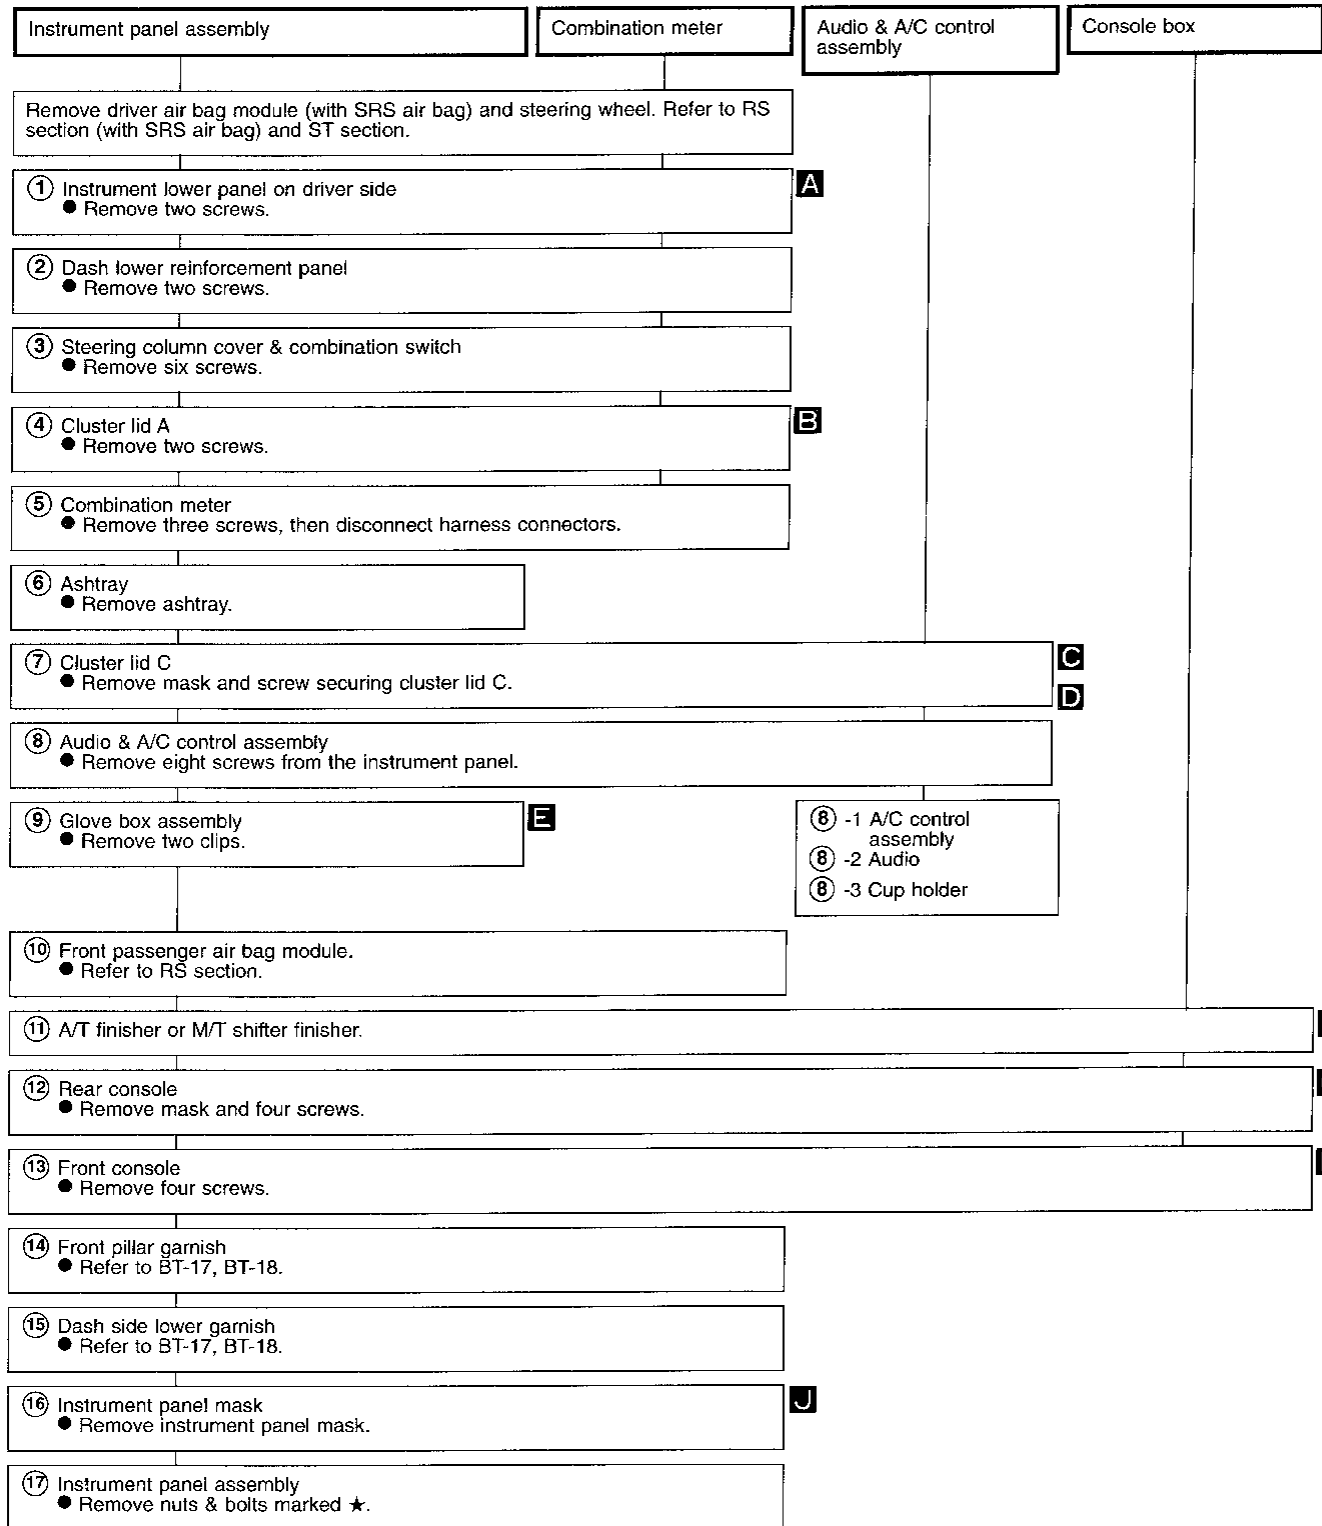 Instrument panel assembly
Combination meter
Audio & A/C control
assembly
Console box
Remove driver air bag module (with SRS air bag) and steering wheel. Refer to RS
section (with SRS air bag) and ST section.
① Instrument lower panel on driver side
● Remove two screws.
A
② Dash lower reinforcement panel
● Remove two screws.
③ Steering column cover & combination switch
● Remove six screws.
④ Cluster lid A
● Remove two screws.
B
⑤ Combination meter
● Remove three screws, then disconnect harness connectors.
⑥ Ashtray
● Remove ashtray.
⑦ Cluster lid C
● Remove mask and screw securing cluster lid C.
C
D
⑧ Audio & A/C control assembly
● Remove eight screws from the instrument panel.
⑨ Glove box assembly
● Remove two clips.
E
⑧ -1 A/C control
assembly
⑧ -2 Audio
⑧ -3 Cup holder
⑩ Front passenger air bag module.
● Refer to RS section.
⑪ A/T finisher or M/T shifter finisher.
⑫ Rear console
● Remove mask and four screws.
⑬ Front console
● Remove four screws.
⑭ Front pillar garnish
● Refer to BT-17, BT-18.
⑮ Dash side lower garnish
● Refer to BT-17, BT-18.
⑯ Instrument panel mask
● Remove instrument panel mask.
J
⑰ Instrument panel assembly
● Remove nuts & bolts marked ★.